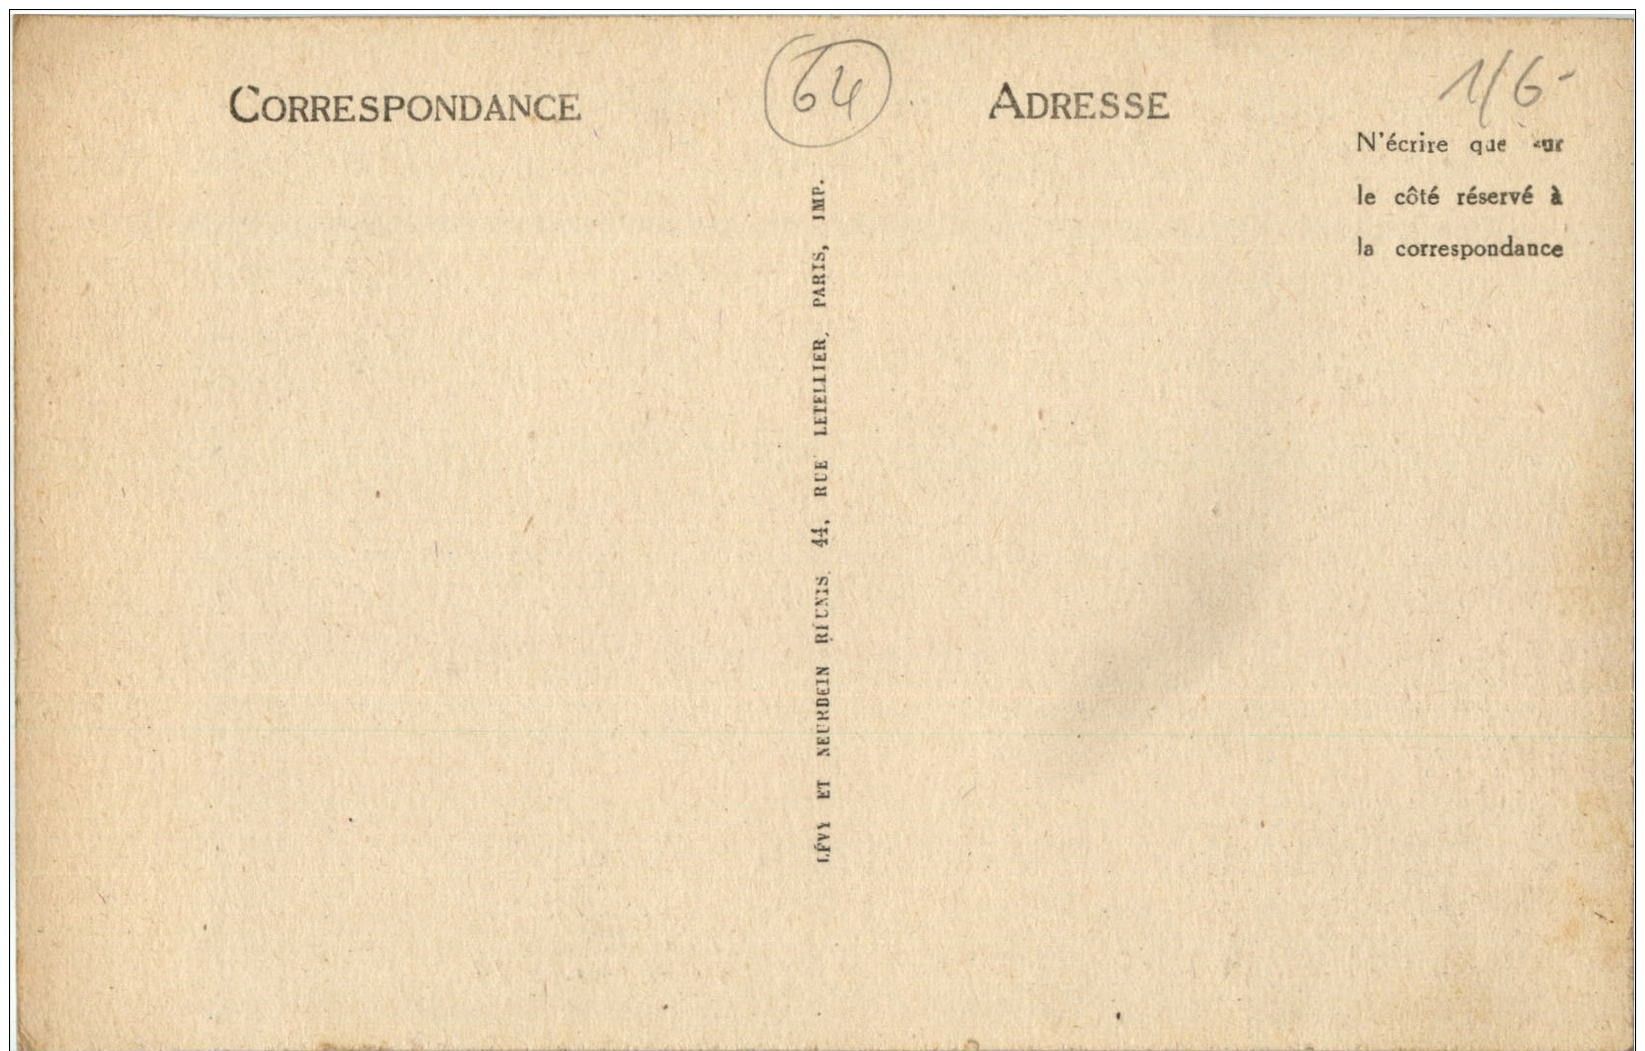 CORRESPONDANCE
64
ADRESSE
1/6-
N'écrire que sur
le côté réservé à
la correspondance
LÉVY ET NEURDEIN RÉUNIS. 44, RUE LETELLIER, PARIS, IMP.